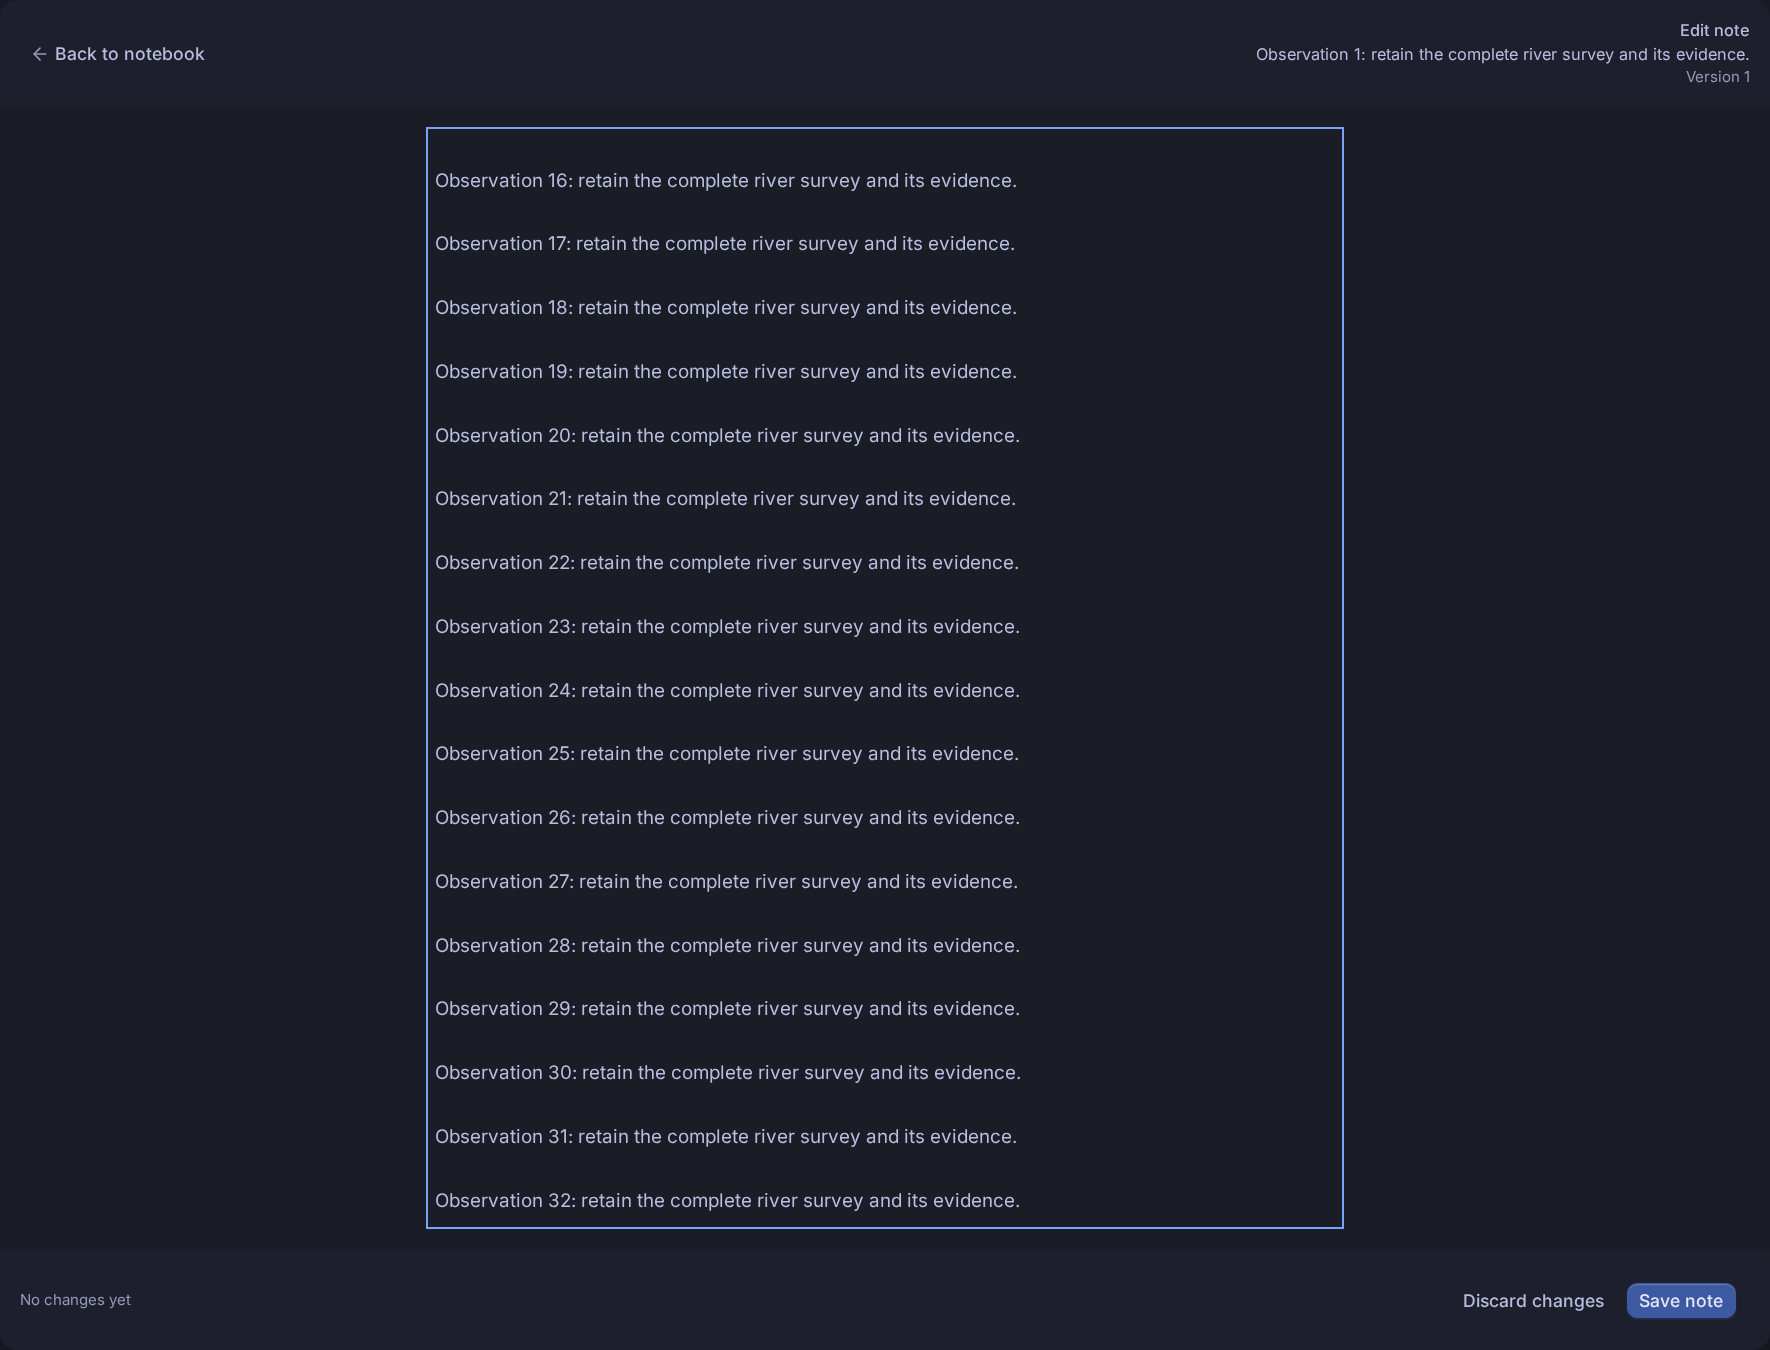 Back to notebook
Edit note
Observation 1: retain the complete river survey and its evidence.
Version 1
Observation 16: retain the complete river survey and its evidence.
Observation 17: retain the complete river survey and its evidence.
Observation 18: retain the complete river survey and its evidence.
Observation 19: retain the complete river survey and its evidence.
Observation 20: retain the complete river survey and its evidence.
Observation 21: retain the complete river survey and its evidence.
Observation 22: retain the complete river survey and its evidence.
Observation 23: retain the complete river survey and its evidence.
Observation 24: retain the complete river survey and its evidence.
Observation 25: retain the complete river survey and its evidence.
Observation 26: retain the complete river survey and its evidence.
Observation 27: retain the complete river survey and its evidence.
Observation 28: retain the complete river survey and its evidence.
Observation 29: retain the complete river survey and its evidence.
Observation 30: retain the complete river survey and its evidence.
Observation 31: retain the complete river survey and its evidence.
Observation 32: retain the complete river survey and its evidence.
No changes yet
Discard changes
Save note